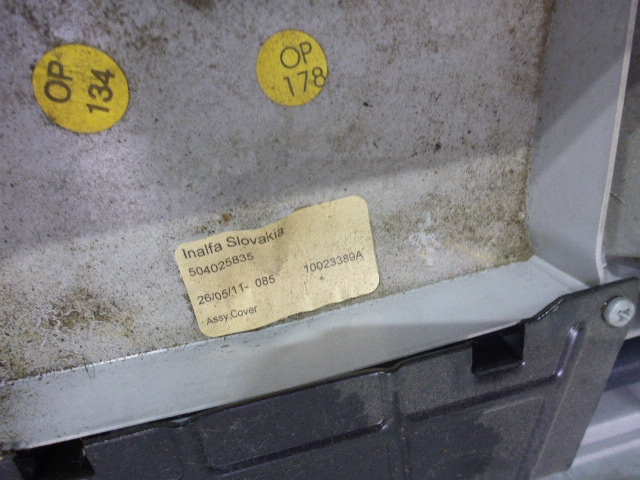 OP
134
OP
178
Inalfa Slovakia
504025835
26/05/11- 085 10023389A
Assy.Cover